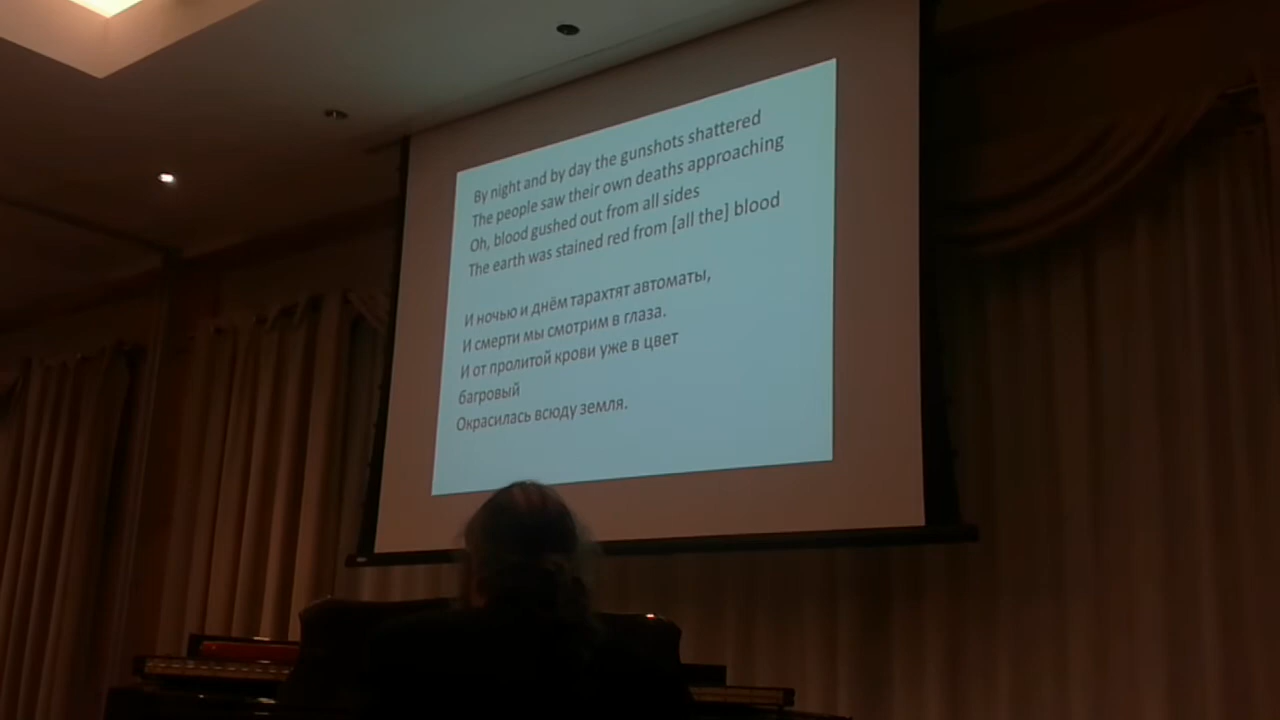 By night and by day the gunshots shattered
The people saw their own deaths approaching
Oh, blood gushed out from all sides
The earth was stained red from [all the] blood
И ночью и днём тарахтят автоматы,
И смерти мы смотрим в глаза.
И от пролитой крови уже в цвет
багровый
Окрасилась всюду земля.